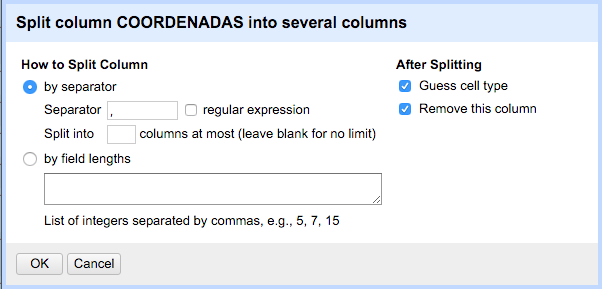 Split column COORDENADAS into several columns
How to Split Column
by separator
Separator , regular expression
Split into columns at most (leave blank for no limit)
by field lengths
List of integers separated by commas, e.g., 5, 7, 15
After Splitting
Guess cell type
Remove this column
OK Cancel